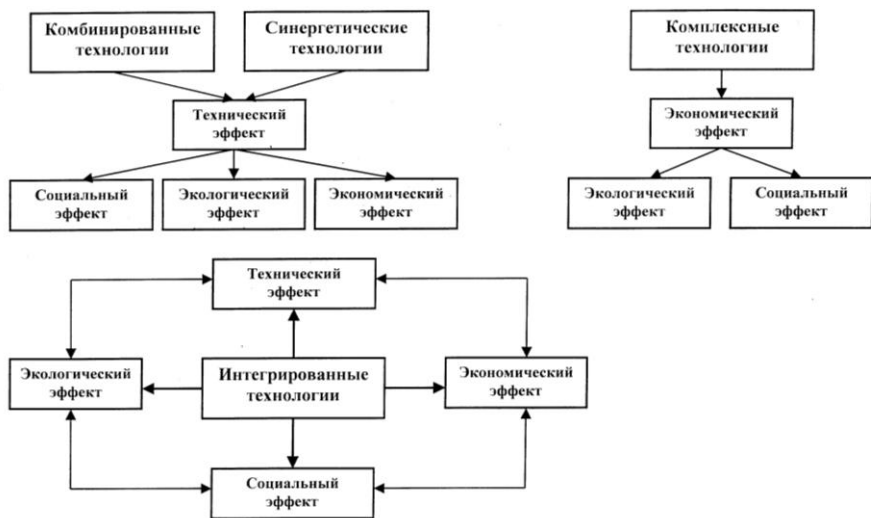 Комбинированные
технологии
Синергетические
технологии
Комплексные
технологии
Технический
эффект
Экономический
эффект
Социальный
эффект
Экологический
эффект
Экономический
эффект
Экологический
эффект
Социальный
эффект
Технический
эффект
Экологический
эффект
Интегрированные
технологии
Экономический
эффект
Социальный
эффект